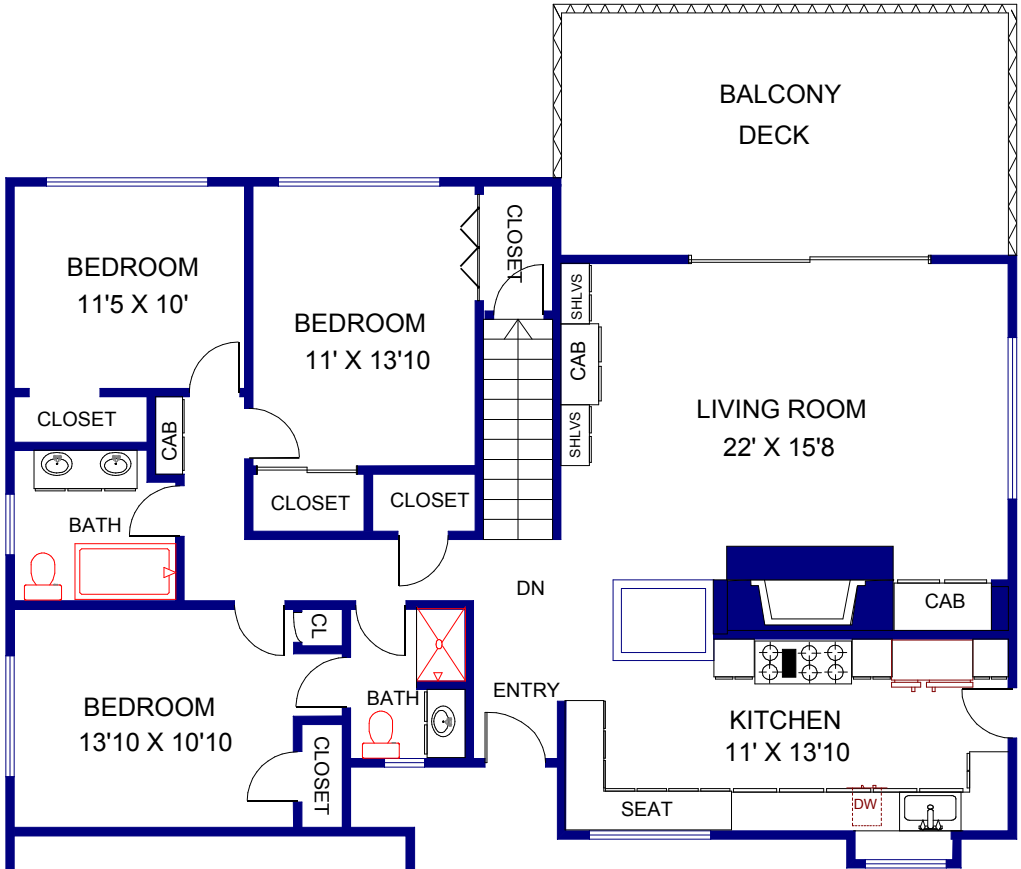 BALCONY
DECK
BEDROOM
11'5 X 10'
CLOSET
BEDROOM
11' X 13'10
SHLVS
CAB
SHLVS
LIVING ROOM
22' X 15'8
CLOSET
CAB
BATH
CLOSET
CLOSET
DN
CAB
CL
BEDROOM
13'10 X 10'10
BATH
ENTRY
KITCHEN
11' X 13'10
CLOSET
SEAT
DW